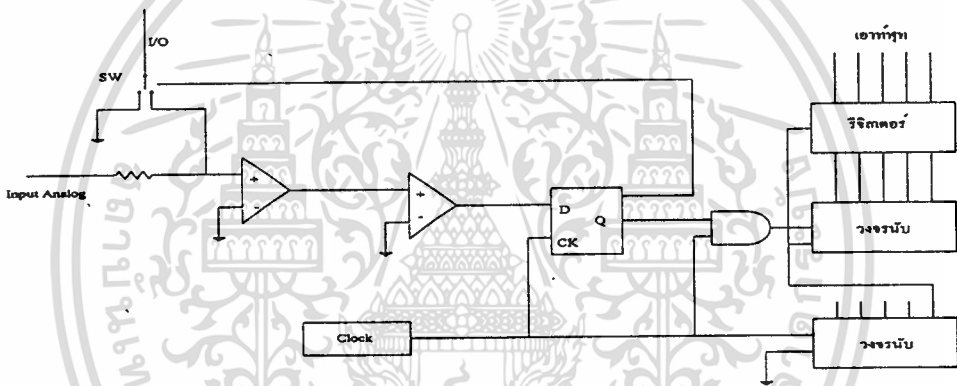 I/O
SW
เอาท์พุท
รีจิสเตอร์
Input Analog
+
-
+
-
D
Q
CK
วงจรนับ
Clock
วงจรนับ